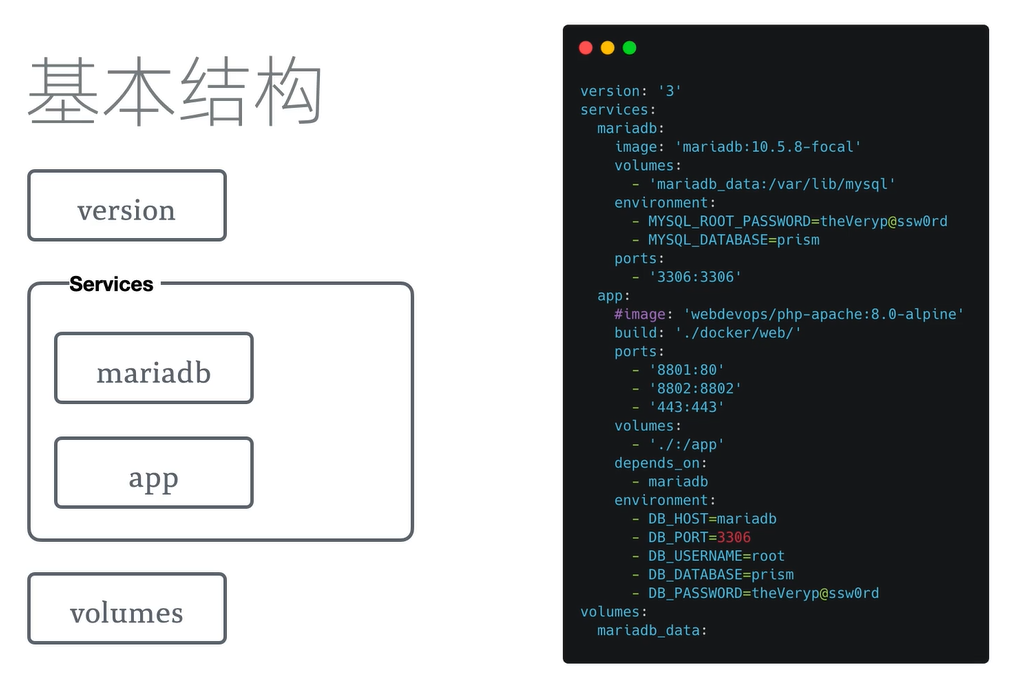 基本结构
version
Services
mariadb
app
volumes
version: '3'
services:
  mariadb:
    image: 'mariadb:10.5.8-focal'
    volumes:
      - 'mariadb_data:/var/lib/mysql'
    environment:
      - MYSQL_ROOT_PASSWORD=theVeryp@ssw0rd
      - MYSQL_DATABASE=prism
    ports:
      - '3306:3306'
  app:
    #image: 'webdevops/php-apache:8.0-alpine'
    build: './docker/web/'
    ports:
      - '8801:80'
      - '8802:8802'
      - '443:443'
    volumes:
      - './:/app'
    depends_on:
      - mariadb
    environment:
      - DB_HOST=mariadb
      - DB_PORT=3306
      - DB_USERNAME=root
      - DB_DATABASE=prism
      - DB_PASSWORD=theVeryp@ssw0rd
volumes:
  mariadb_data: